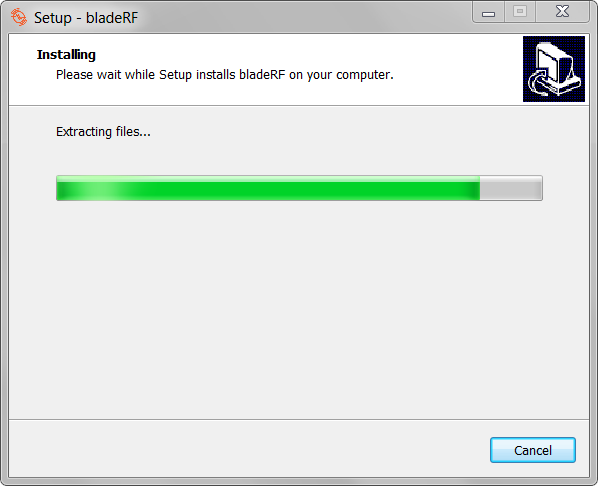 Setup - bladeRF
Installing
Please wait while Setup installs bladeRF on your computer.
Extracting files...
Cancel